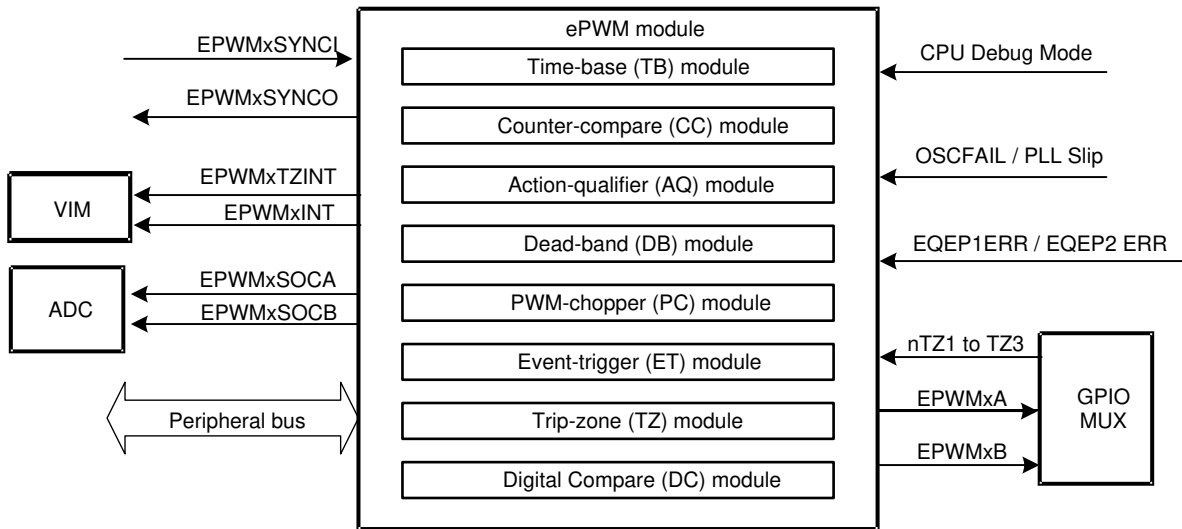 ePWM module
EPWMxSYNCI
Time-base (TB) module
CPU Debug Mode
EPWMxSYNCO
Counter-compare (CC) module
OSCFAIL / PLL Slip
EPWMxTZINT
Action-qualifier (AQ) module
VIM
EPWMxINT
Dead-band (DB) module
EQEP1ERR / EQEP2 ERR
EPWMxSOCA
ADC
PWM-chopper (PC) module
EPWMxSOCB
nTZ1 to TZ3
Event-trigger (ET) module
EPWMxA
GPIO
MUX
Peripheral bus
Trip-zone (TZ) module
EPWMxB
Digital Compare (DC) module